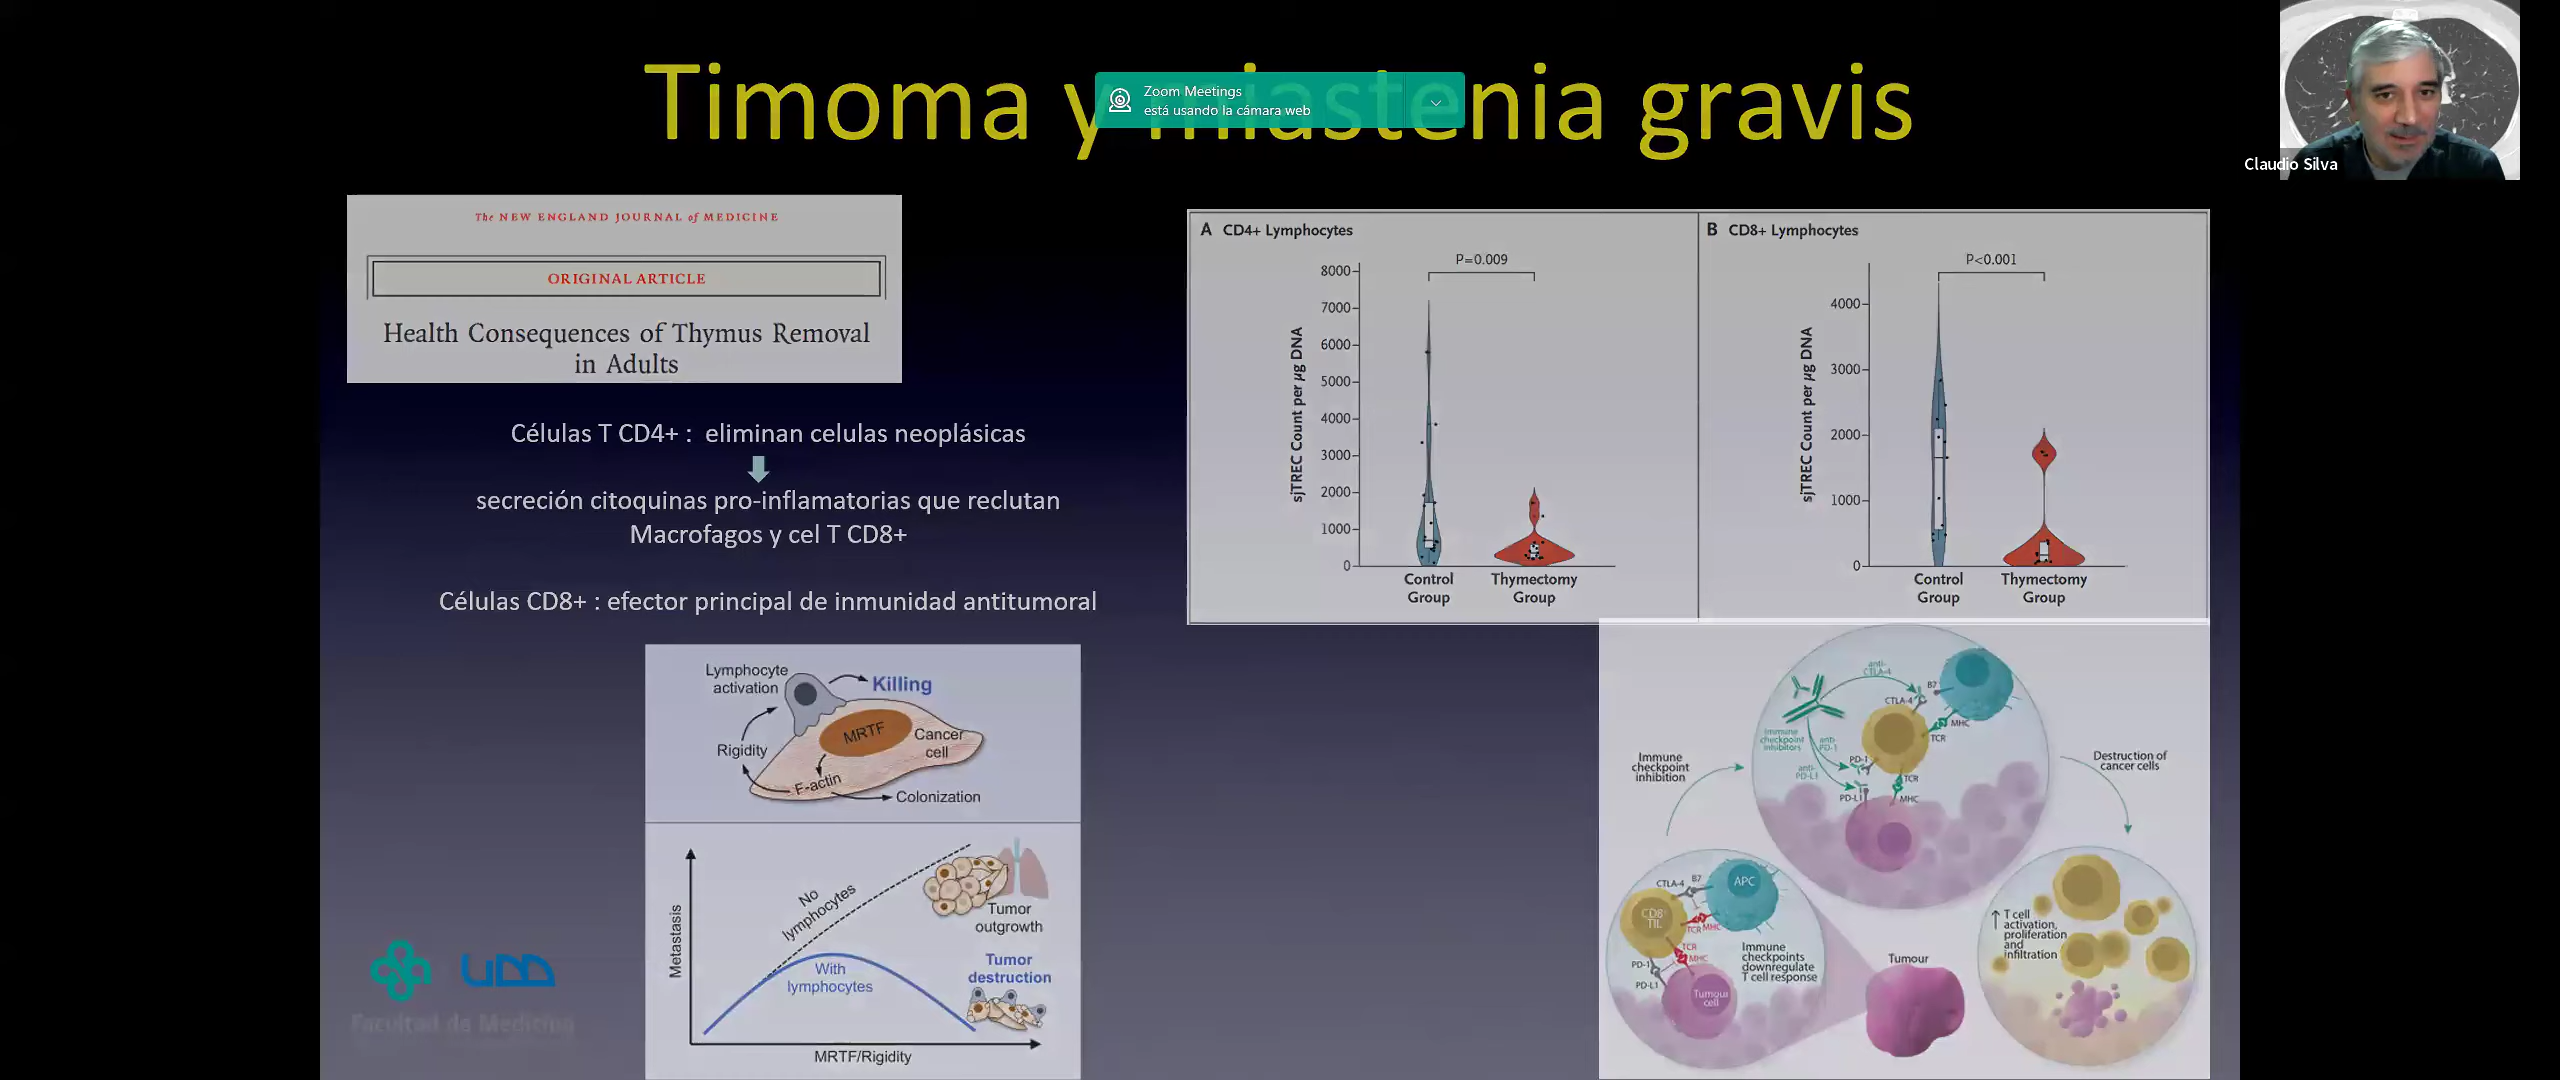 Timoma y miastenia gravis
Zoom Meetings
está usando la cámara web
Claudio Silva
The NEW ENGLAND JOURNAL of MEDICINE
ORIGINAL ARTICLE
Health Consequences of Thymus Removal
in Adults
Células T CD4+ : eliminan celulas neoplásicas
secreción citoquinas pro-inflamatorias que reclutan
Macrofagos y cel T CD8+
Células CD8+ : efector principal de inmunidad antitumoral
A CD4+ Lymphocytes
P=0.009
sjTREC Count per µg DNA
8000
7000
6000
5000
4000
3000
2000
1000
0
Control
Group
Thymectomy
Group
B CD8+ Lymphocytes
P<0.001
sjTREC Count per µg DNA
4000
3000
2000
1000
0
Control
Group
Thymectomy
Group
Lymphocyte
activation
Killing
MRTF
Cancer
cell
Rigidity
F-actin
Colonization
Metastasis
No
lymphocytes
With
lymphocytes
Tumor
outgrowth
Tumor
destruction
MRTF/Rigidity
Immune
checkpoint
inhibition
anti-
CTLA-4
B7
CTLA-4
MHC
TCR
Immune
checkpoint
inhibitors
anti-
PD-1
anti-
PD-L1
PD-1
PD-L1
TCR
MHC
Destruction of
cancer cells
CTLA-4
B7
APC
CD8+
TIL
TCR
MHC
TCR
MHC
PD-1
PD-L1
Tumour
cell
Immune
checkpoints
downregulate
T cell response
Tumour
↑ T cell
activation,
proliferation
and
infiltration
UDD
Facultad de Medicina